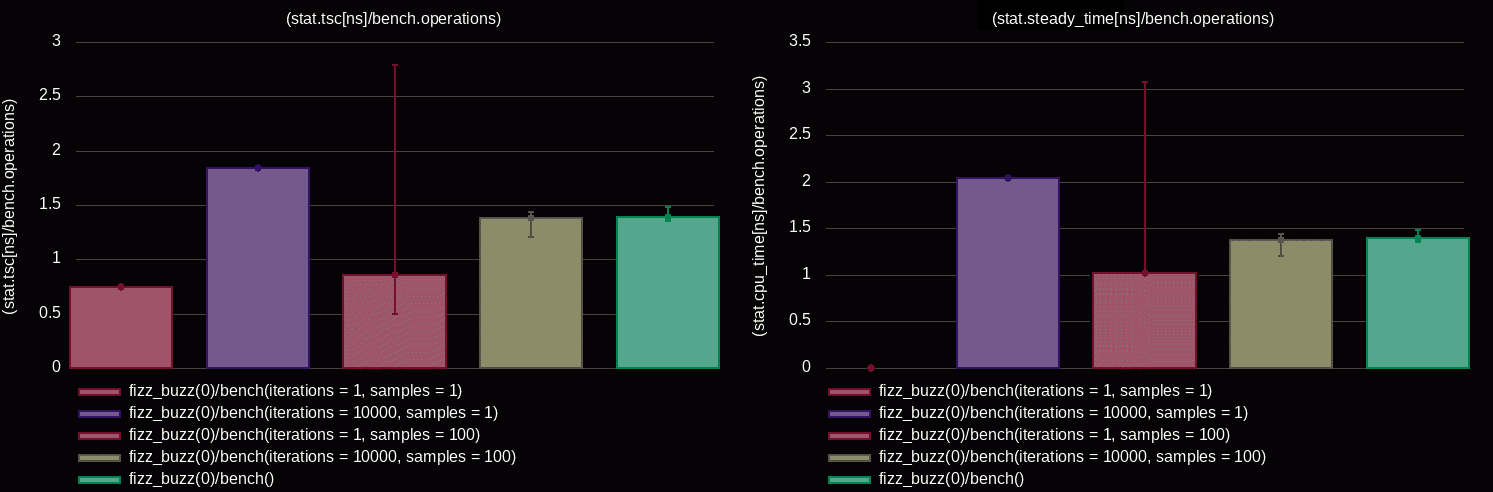 (stat.tsc[ns]/bench.operations)
(stat.tsc[ns]/bench.operations)
3
2.5
2
1.5
1
0.5
0
fizz_buzz(0)/bench(iterations = 1, samples = 1)
fizz_buzz(0)/bench(iterations = 10000, samples = 1)
fizz_buzz(0)/bench(iterations = 1, samples = 100)
fizz_buzz(0)/bench(iterations = 10000, samples = 100)
fizz_buzz(0)/bench()
(stat.steady_time[ns]/bench.operations)
(stat.cpu_time[ns]/bench.operations)
3.5
3
2.5
2
1.5
1
0.5
0
fizz_buzz(0)/bench(iterations = 1, samples = 1)
fizz_buzz(0)/bench(iterations = 10000, samples = 1)
fizz_buzz(0)/bench(iterations = 1, samples = 100)
fizz_buzz(0)/bench(iterations = 10000, samples = 100)
fizz_buzz(0)/bench()